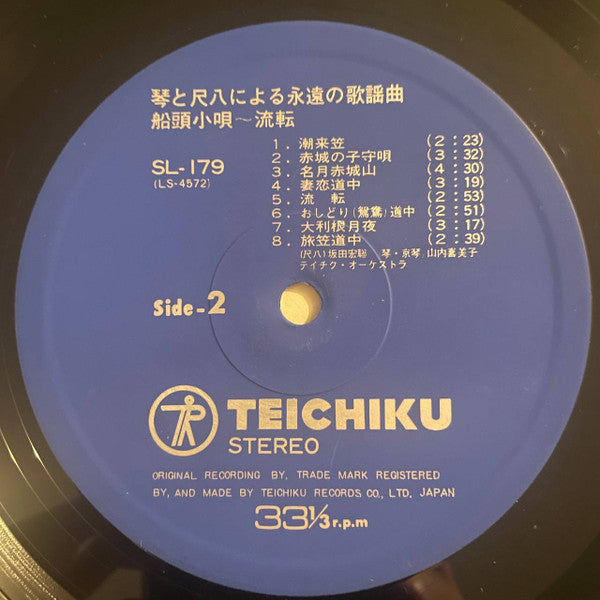 琴と尺八による永遠の歌謡曲
船頭小唄～流転
SL-179
(LS-4572)
1. 潮来笠 (2:23)
2. 赤城の子守唄 (3:32)
3. 名月赤城山 (4:30)
4. 妻恋道中 (3:19)
5. 流 転 (2:53)
6. おしどり(鴛鴦)道中 (2:51)
7. 大利根月夜 (3:17)
8. 旅笠道中 (2:39)
(尺八)坂田宏聡 琴・京琴,山内喜美子
テイチク・オーケストラ
Side-2
TEICHIKU
STEREO
ORIGINAL RECORDING BY, TRADE MARK REGISTERED
BY, AND MADE BY TEICHIKU RECORDS CO., LTD. JAPAN
33⅓r.p.m